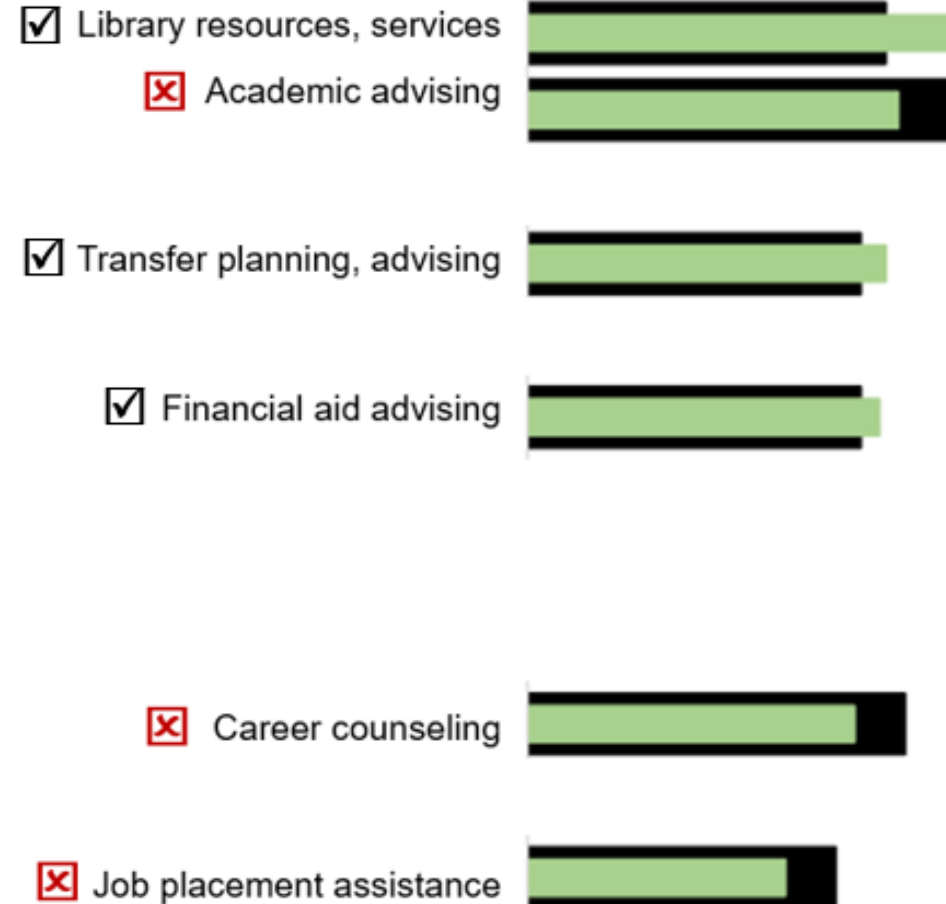 Library resources, services
Academic advising
Transfer planning, advising
Financial aid advising
Career counseling
Job placement assistance